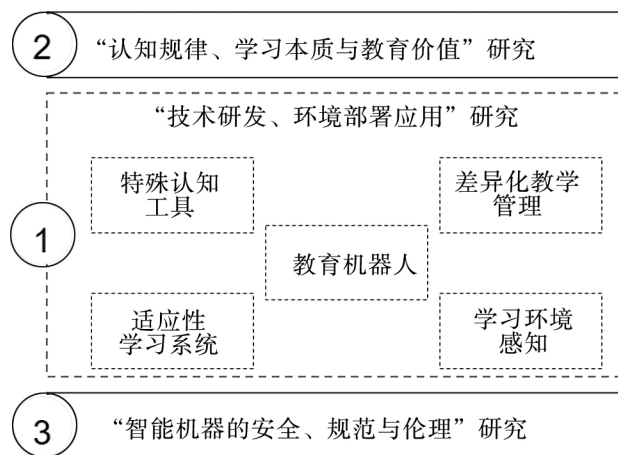 2
“认知规律、学习本质与教育价值”研究
“技术研发、环境部署应用”研究
特殊认知
工具
差异化教学
管理
1
教育机器人
适应性
学习系统
学习环境
感知
3
“智能机器的安全、规范与伦理”研究